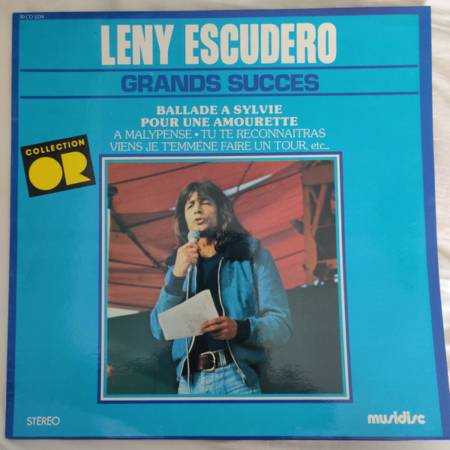 LENY ESCUDERO
GRANDS SUCCES
BALLADE A SYLVIE
POUR UNE AMOURETTE
A MALYPENSE • TU TE RECONNAITRAS
VIENS JE T'EMMÈNE FAIRE UN TOUR, etc...
COLLECTION
OR
STEREO
musidisc